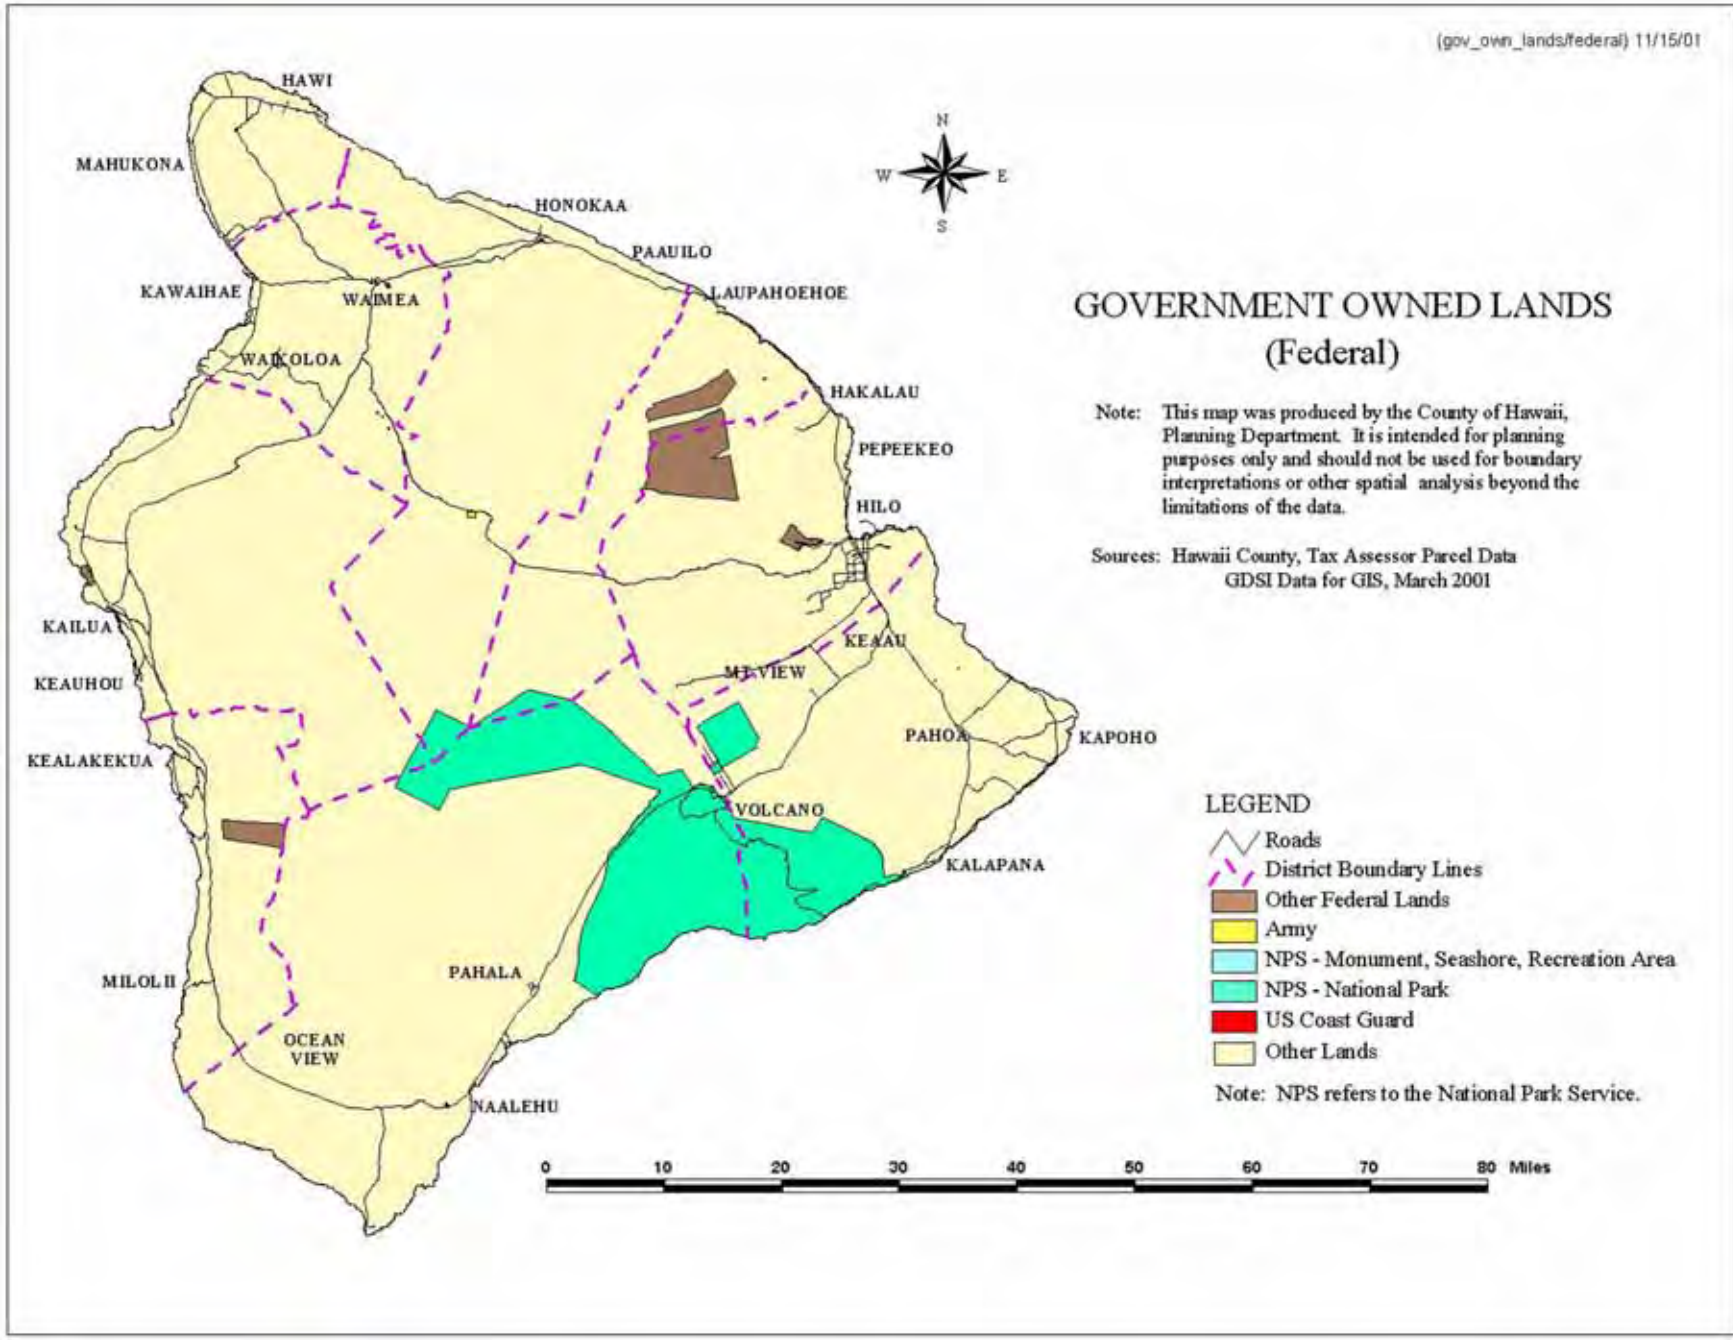 (gov_own_lands/federal) 11/15/01
HAWI
N
MAHUKONA
W
E
HONOKAA
S
PAAUILO
KAWAIHAE
WAIMEA
LAUPAHOEHOE
GOVERNMENT OWNED LANDS
(Federal)
WAIKOLOA
HAKALAU
Note: This map was produced by the County of Hawaii,
Planning Department. It is intended for planning
purposes only and should not be used for boundary
interpretations or other spatial analysis beyond the
limitations of the data.
PEPEEKEO
HILO
Sources: Hawaii County, Tax Assessor Parcel Data
GDSI Data for GIS, March 2001
KAILUA
KEAAU
MT. VIEW
KEAUHOU
PAHOA
KAPOHO
KEALAKEKUA
VOLCANO
KALAPANA
LEGEND
Roads
District Boundary Lines
Other Federal Lands
Army
NPS - Monument, Seashore, Recreation Area
NPS - National Park
US Coast Guard
Other Lands
Note: NPS refers to the National Park Service.
MILOLII
PAHALA
OCEAN
VIEW
NAALEHU
0 10 20 30 40 50 60 70 80 Miles